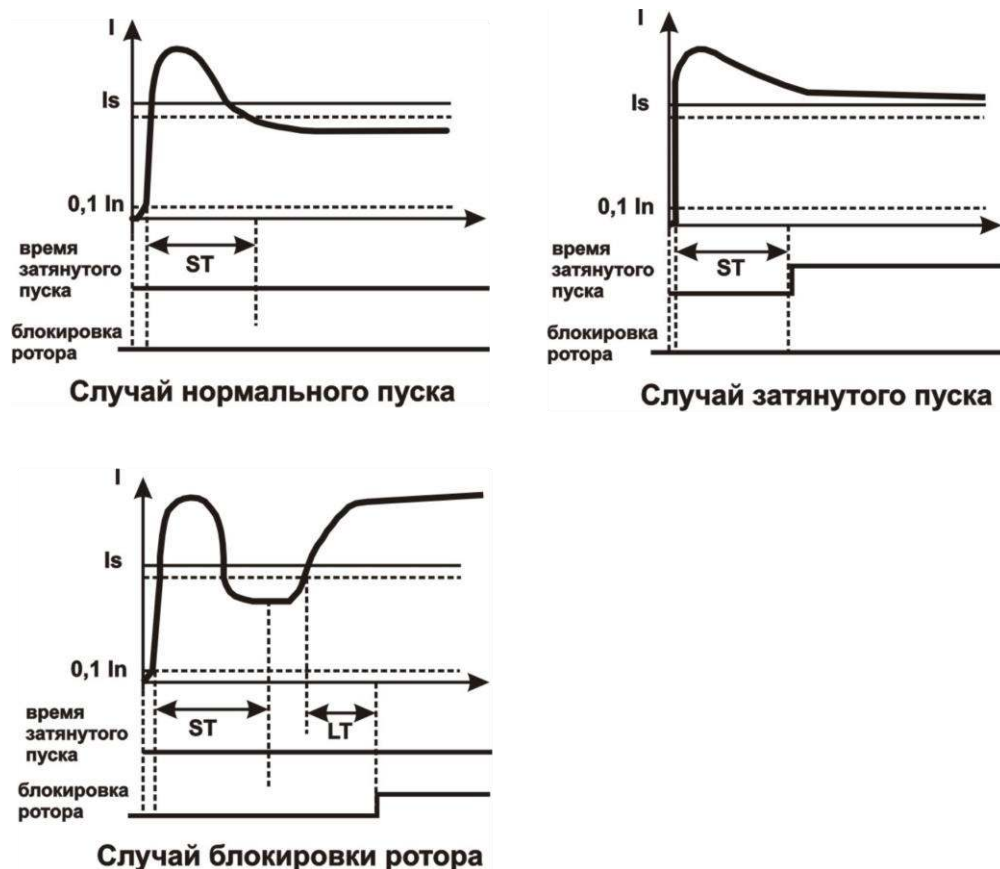 I
Is
0,1 In
ST
время
затянутого
пуска
блокировка
ротора
Случай нормального пуска
I
Is
0,1 In
ST
время
затянутого
пуска
блокировка
ротора
Случай затянутого пуска
I
Is
0,1 In
ST
LT
время
затянутого
пуска
блокировка
ротора
Случай блокировки ротора